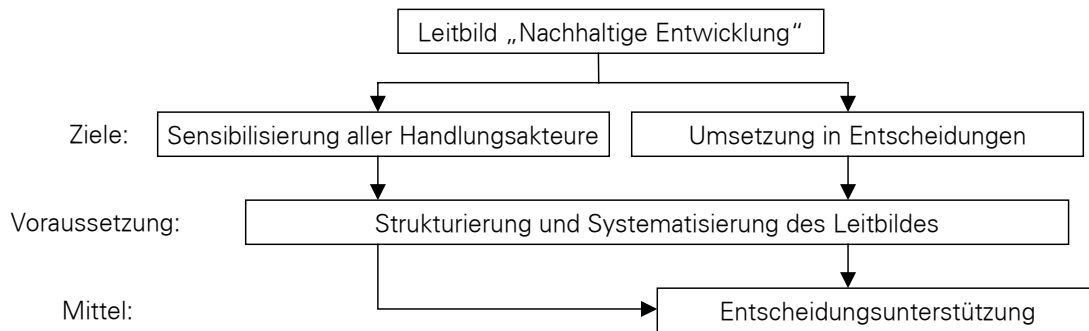 Leitbild „Nachhaltige Entwicklung“
Ziele: Sensibilisierung aller Handlungsakteure Umsetzung in Entscheidungen
Voraussetzung: Strukturierung und Systematisierung des Leitbildes
Mittel: Entscheidungsunterstützung